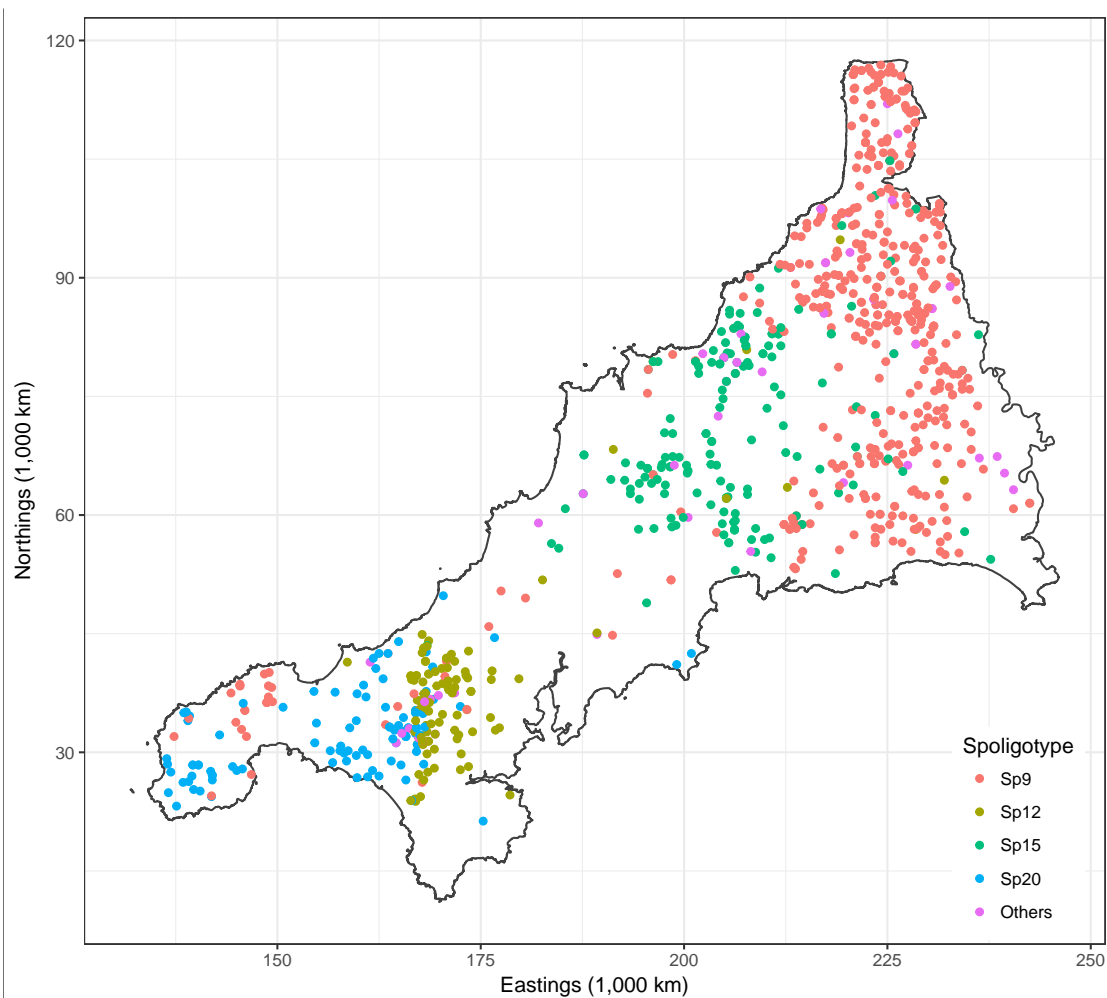 120
90
60
30
Northings (1,000 km)
150
175
200
225
250
Eastings (1,000 km)
Spoligotype
Sp9
Sp12
Sp15
Sp20
Others